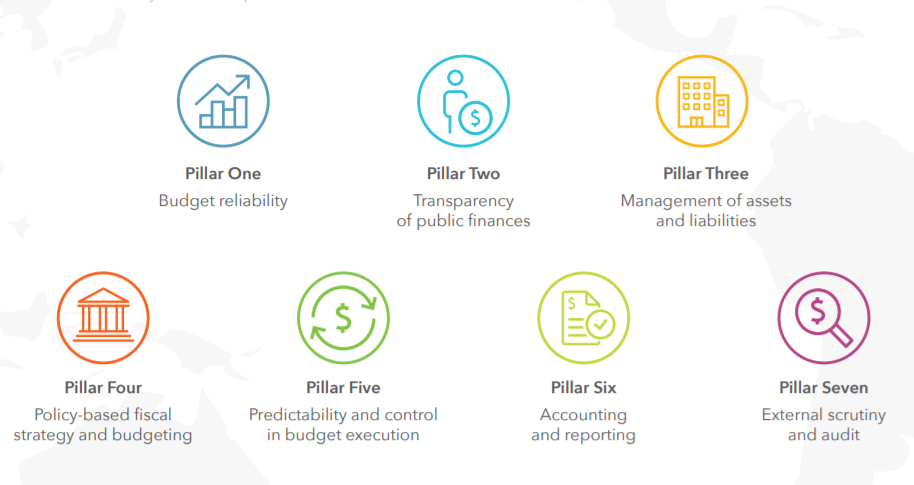 Pillar One
Budget reliability
Pillar Two
Transparency
of public finances
Pillar Three
Management of assets
and liabilities
Pillar Four
Policy-based fiscal
strategy and budgeting
Pillar Five
Predictability and control
in budget execution
Pillar Six
Accounting
and reporting
Pillar Seven
External scrutiny
and audit